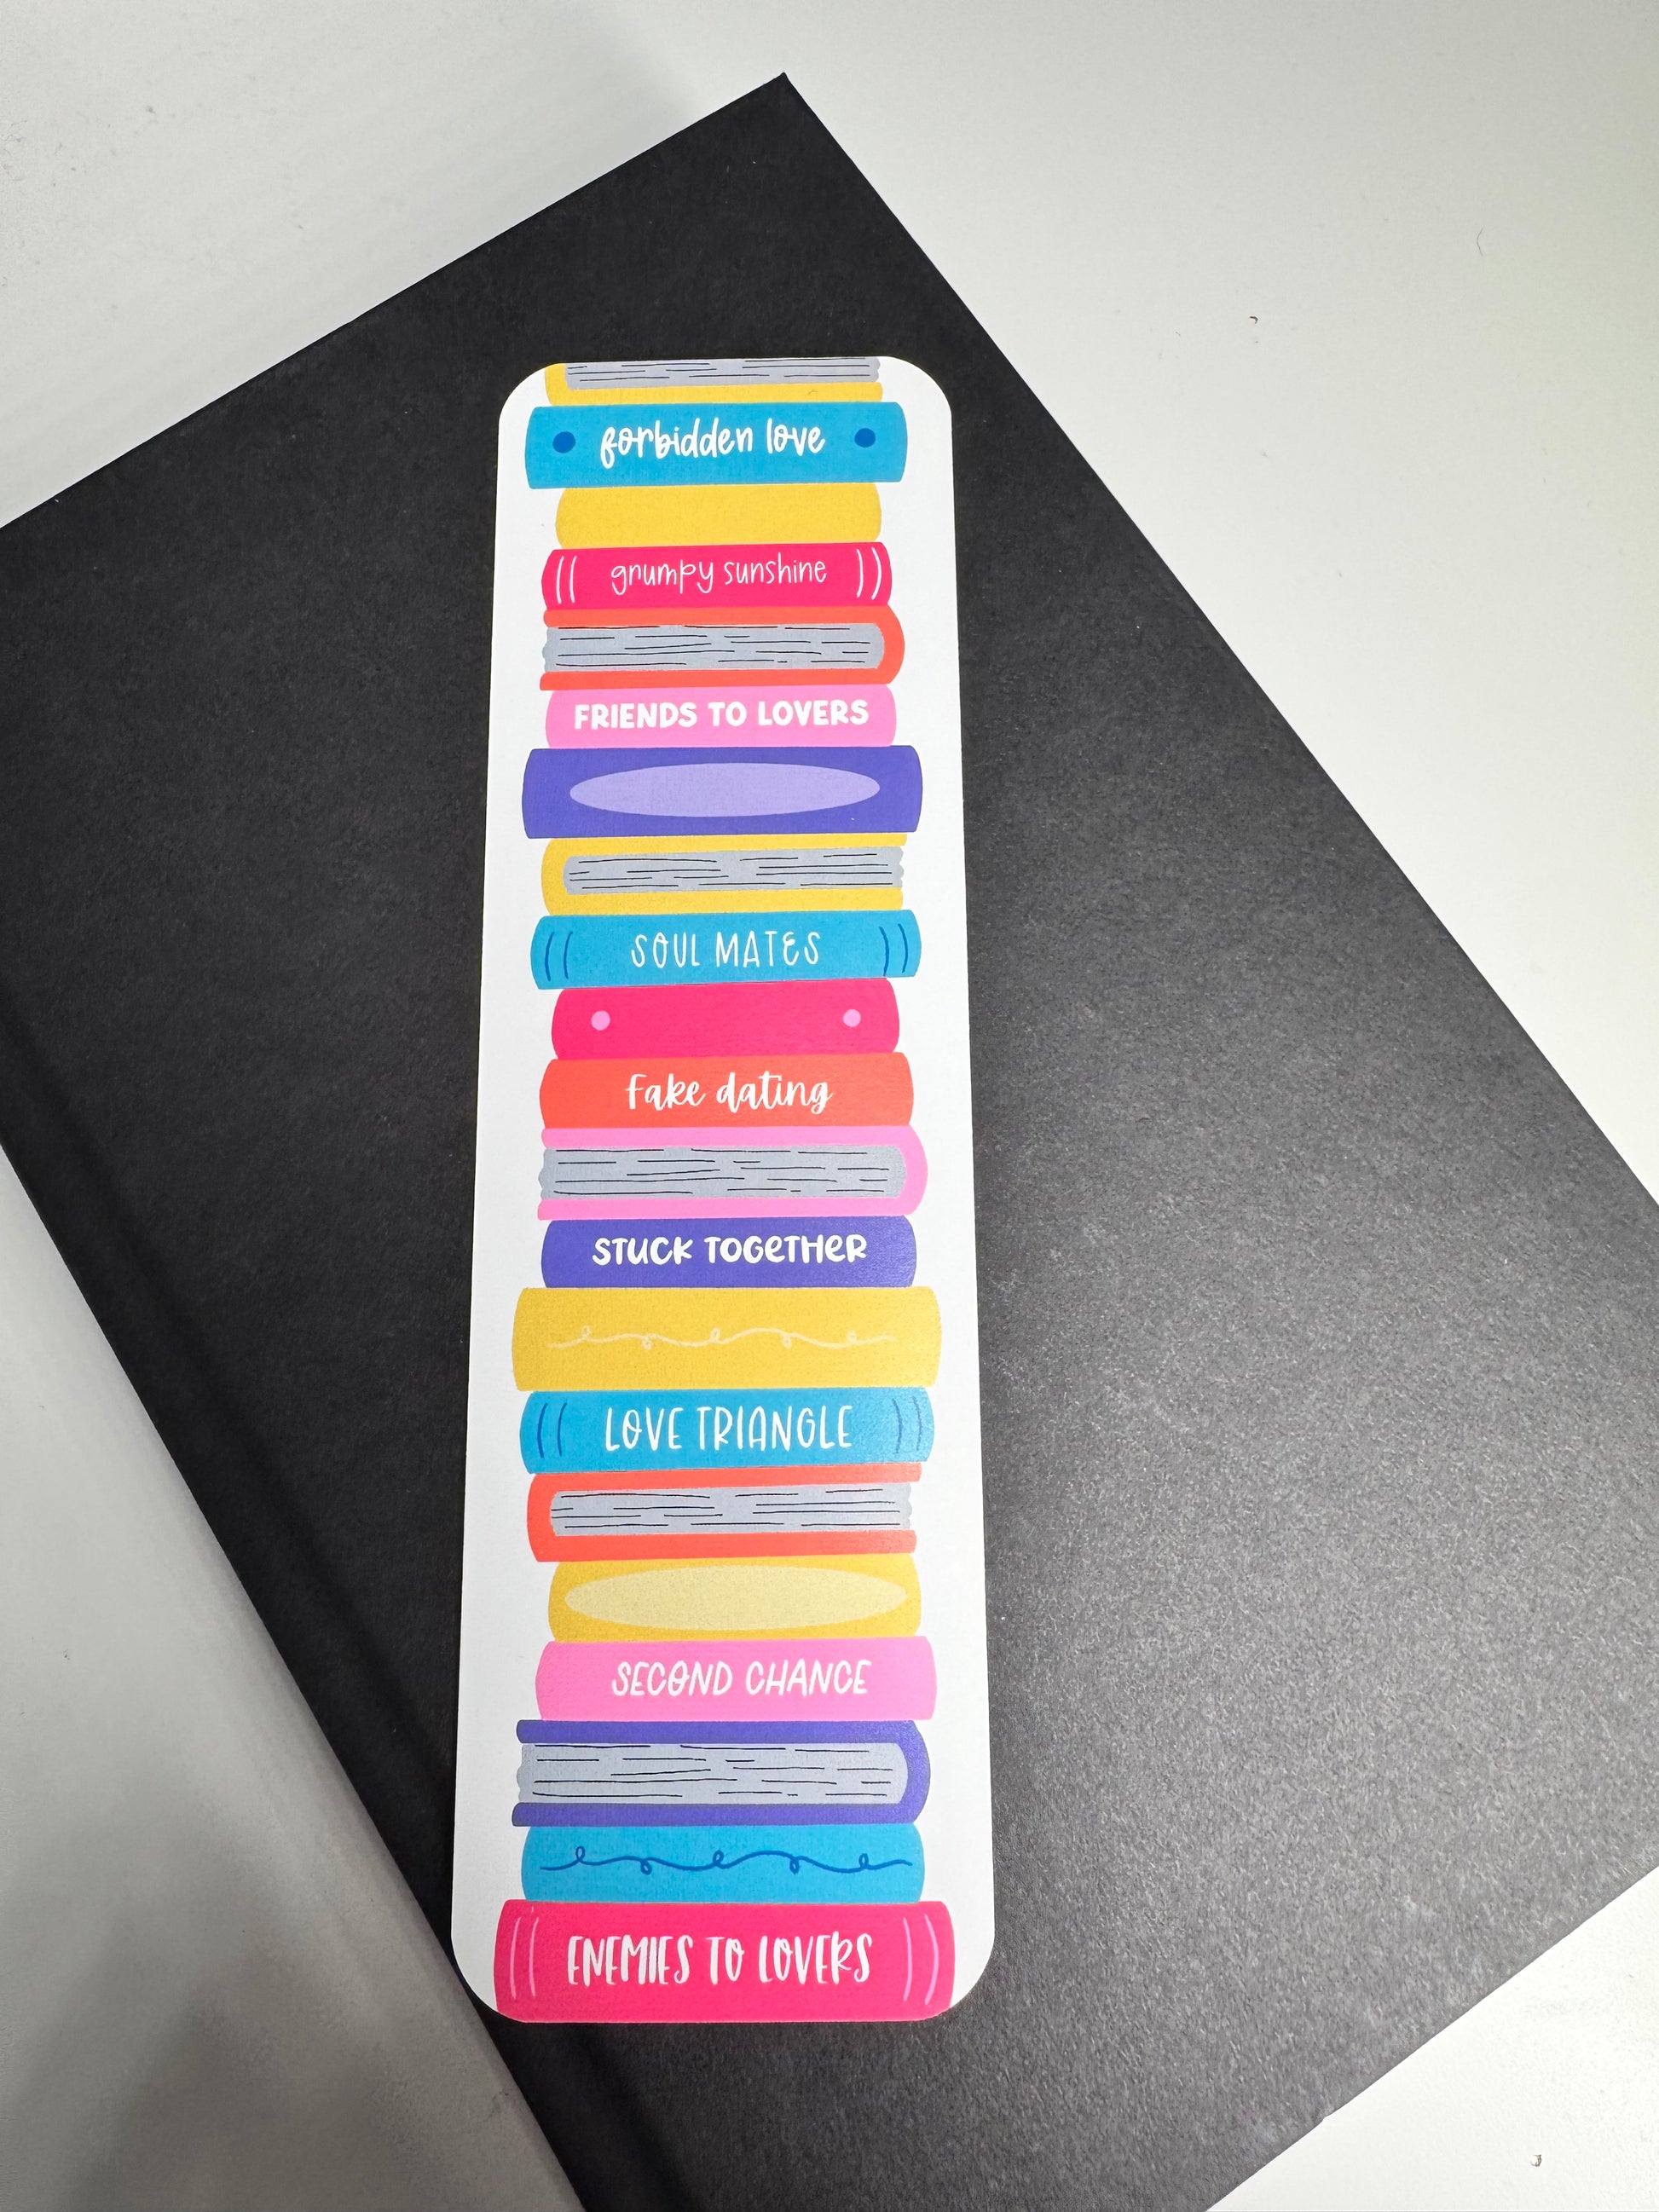 forbidden love
grumpy sunshine
FRIENDS TO LOVERS
SOUL MATES
Fake dating
STUCK TOGETHER
LOVE TRIANGLE
SECOND CHANCE
ENEMIES TO LOVERS